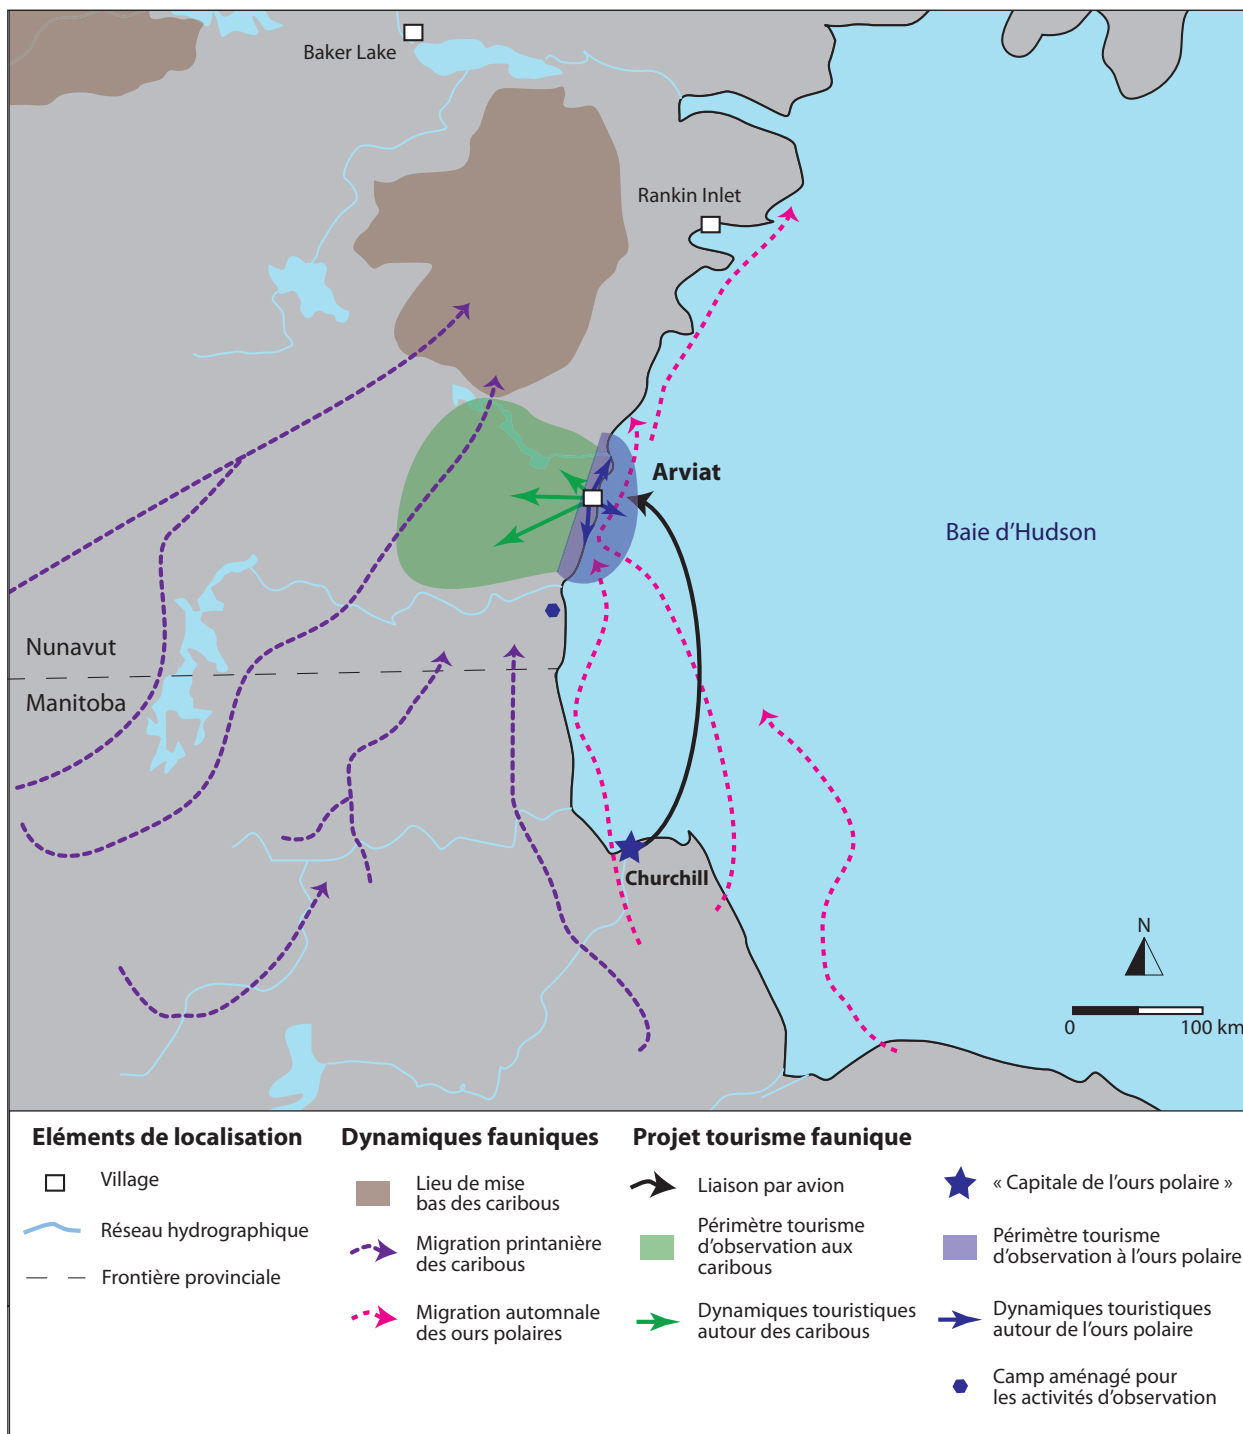 Baker Lake
Rankin Inlet
Arviat
Baie d'Hudson
Nunavut
Manitoba
Churchill
N
0 100 km
Eléments de localisation
Village
Réseau hydrographique
Frontière provinciale
Dynamiques fauniques
Lieu de mise
bas des caribous
Migration printanière
des caribous
Migration automnale
des ours polaires
Projet tourisme faunique
Liaison par avion
Périmètre tourisme
d'observation aux
caribous
Dynamiques touristiques
autour des caribous
« Capitale de l'ours polaire »
Périmètre tourisme
d'observation à l'ours polaire
Dynamiques touristiques
autour de l'ours polaire
Camp aménagé pour
les activités d'observation